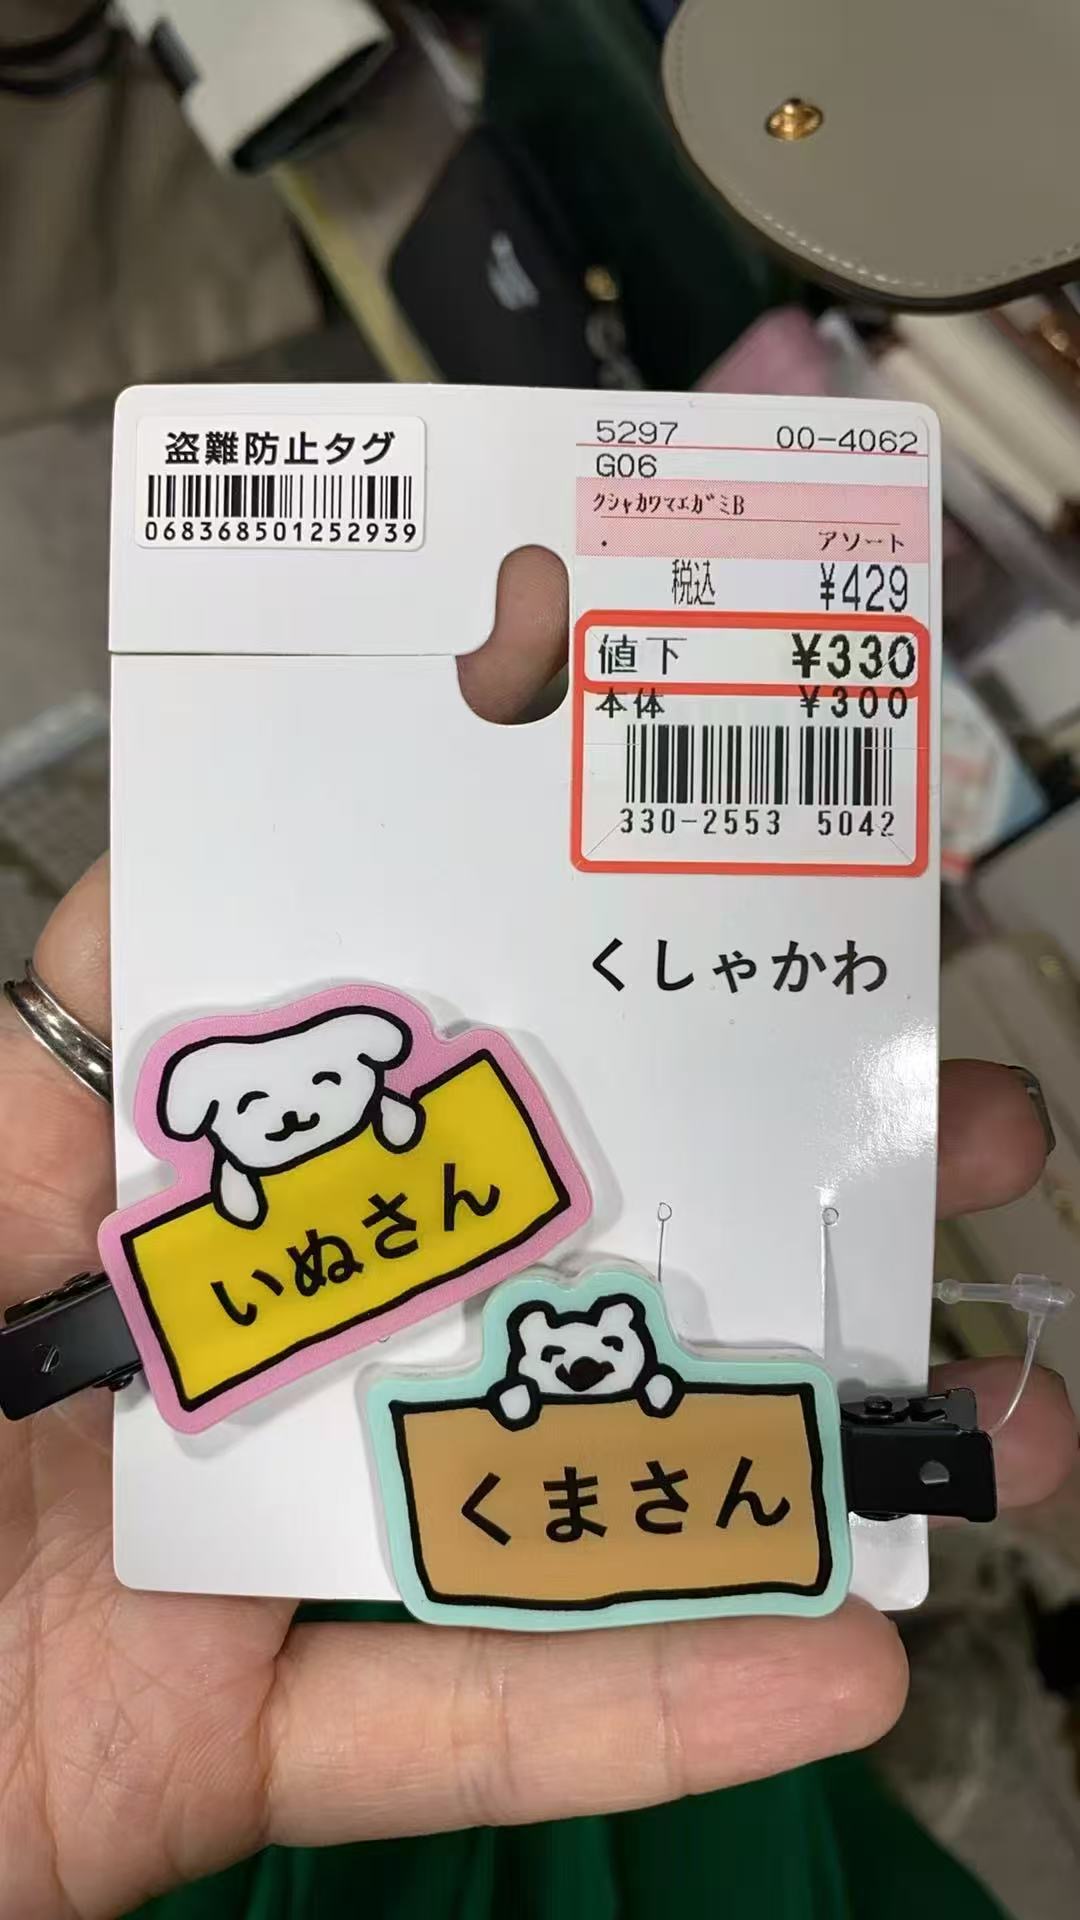 盗難防止タグ
068368501252939
5297 00-4062
G06
クシャカワマエガミB
. アソート
税込 ¥429
値下 ¥330
本体 ¥300
330-2553 5042
くしゃかわ
いぬさん
くまさん